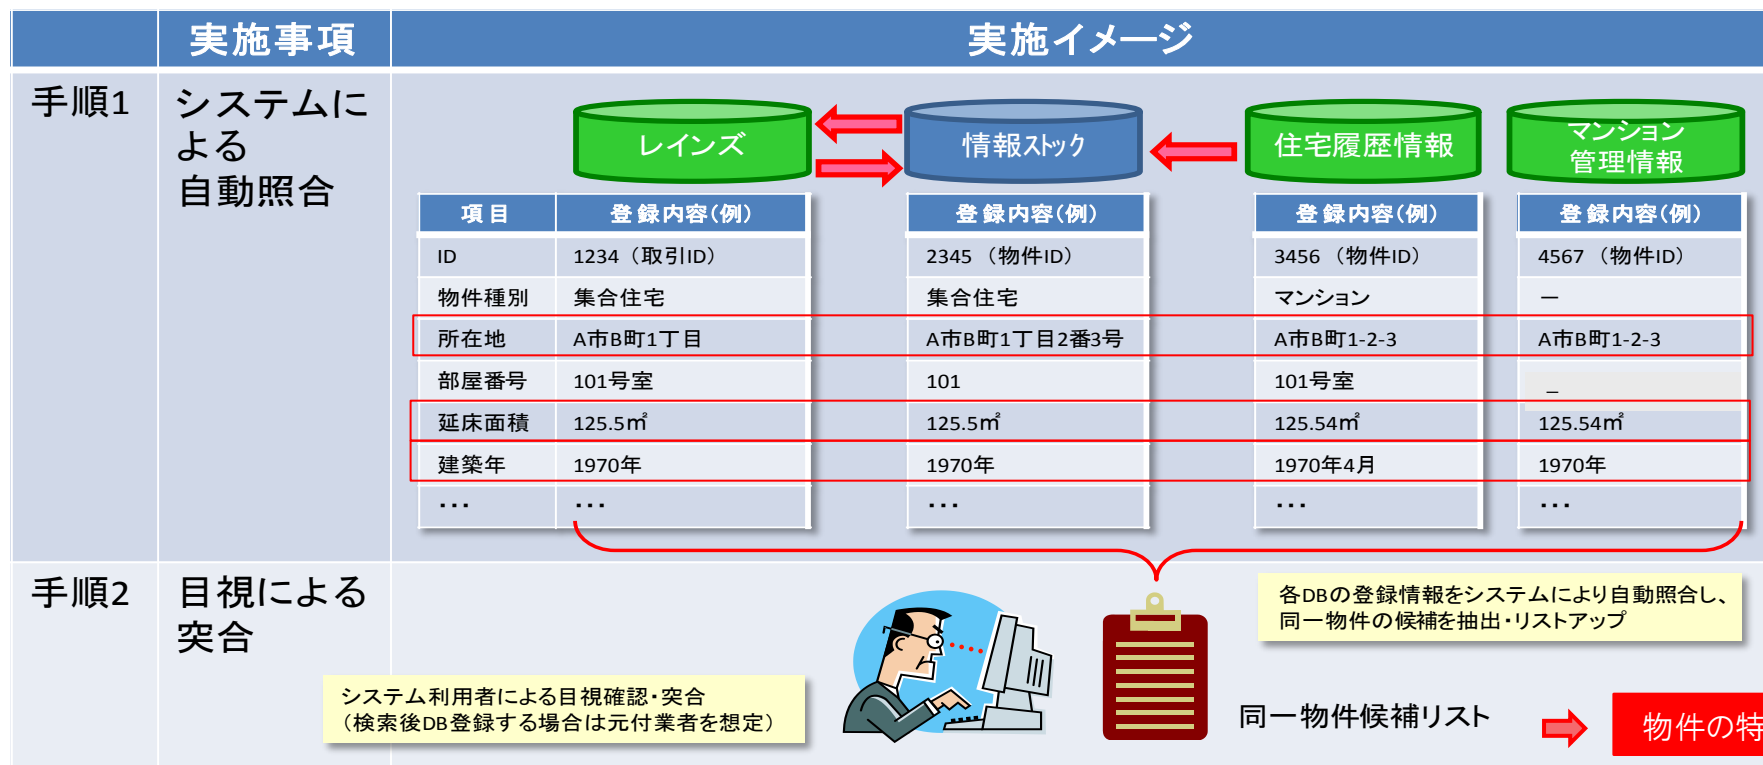 実施事項
実施イメージ
手順1
システムに
よる
自動照合
レインズ
情報ストック
住宅履歴情報
マンション
管理情報
項目 登録内容(例) 登録内容(例) 登録内容(例) 登録内容(例)
ID 1234（取引ID） 2345（物件ID） 3456（物件ID） 4567（物件ID）
物件種別 集合住宅 集合住宅 マンション －
所在地 A市B町1丁目 A市B町1丁目2番3号 A市B町1-2-3 A市B町1-2-3
部屋番号 101号室 101 101号室 －
延床面積 125.5㎡ 125.5㎡ 125.54㎡ 125.54㎡
建築年 1970年 1970年 1970年4月 1970年
･･･ ･･･ ･･･ ･･･ ･･･
手順2
目視による
突合
各DBの登録情報をシステムにより自動照合し、
同一物件の候補を抽出・リストアップ
システム利用者による目視確認・突合
（検索後DB登録する場合は元付業者を想定）
同一物件候補リスト
物件の特